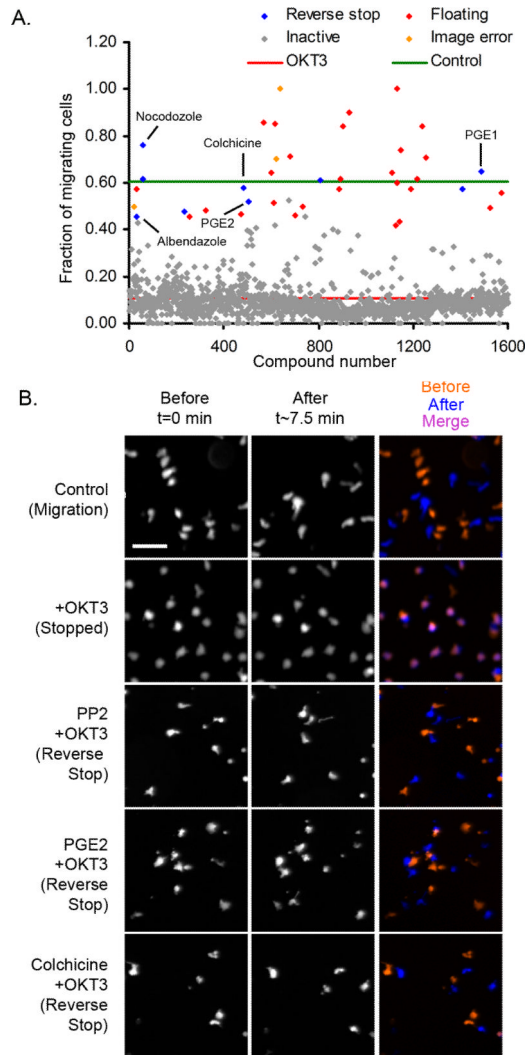 A.
Reverse stop
Floating
Inactive
Image error
OKT3
Control
1.20
1.00
0.80
0.60
0.40
0.20
0.00
Fraction of migrating cells
Nocodozole
Colchicine
PGE1
PGE2
Albendazole
0
400
800
1200
1600
Compound number
B.
Before
t=0 min
After
t~7.5 min
Before
After
Merge
Control
(Migration)
+OKT3
(Stopped)
PP2
+OKT3
(Reverse
Stop)
PGE2
+OKT3
(Reverse
Stop)
Colchicine
+OKT3
(Reverse
Stop)